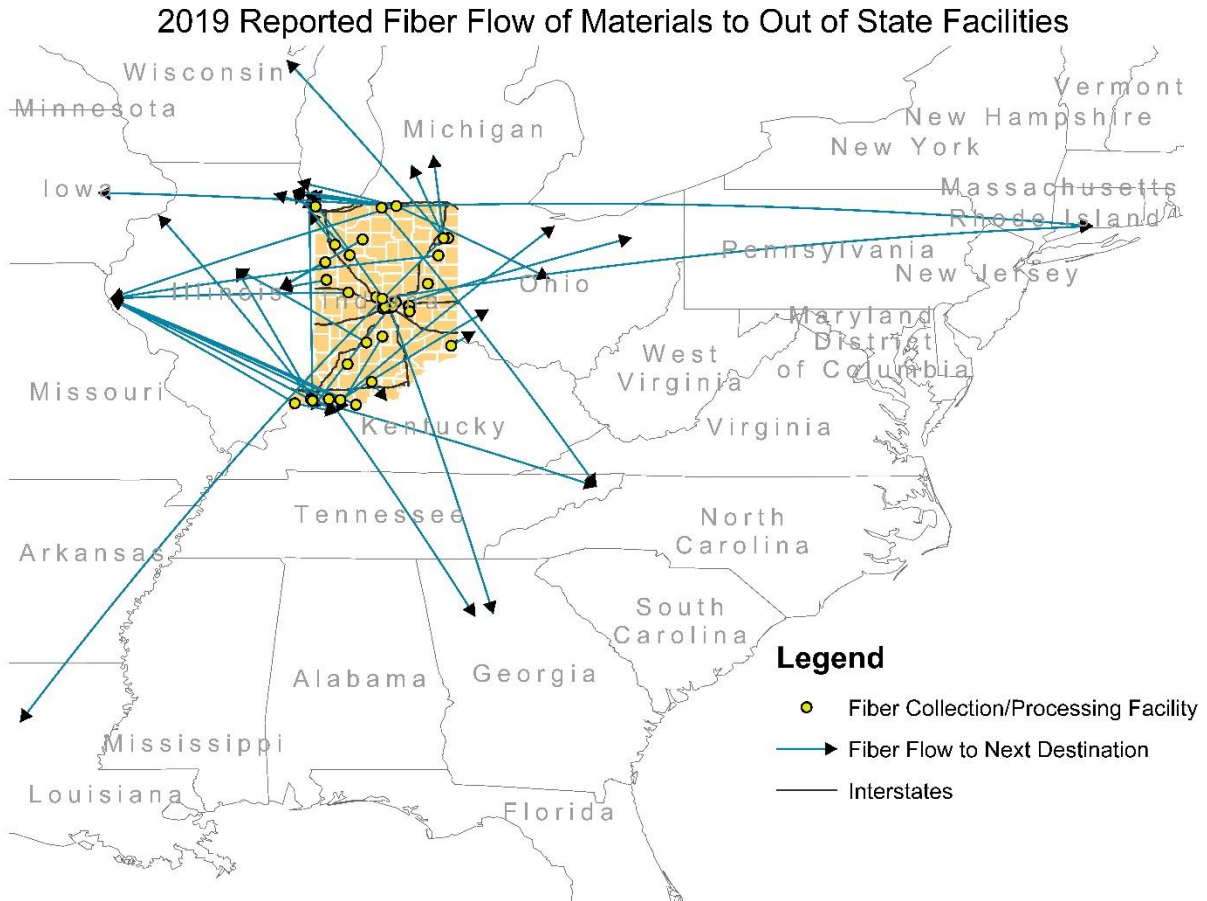 2019 Reported Fiber Flow of Materials to Out of State Facilities
Wisconsin
Minnesota
Michigan
Vermont
New Hampshire
New York
Iowa
Massachusetts
Rhode Island
Pennsylvania
New Jersey
Illinois
Indiana
Ohio
Maryland
District
of Columbia
West
Virginia
Missouri
Kentucky
Virginia
Tennessee
North
Carolina
Arkansas
South
Carolina
Alabama
Georgia
Mississippi
Louisiana
Florida
Legend
Fiber Collection/Processing Facility
Fiber Flow to Next Destination
Interstates